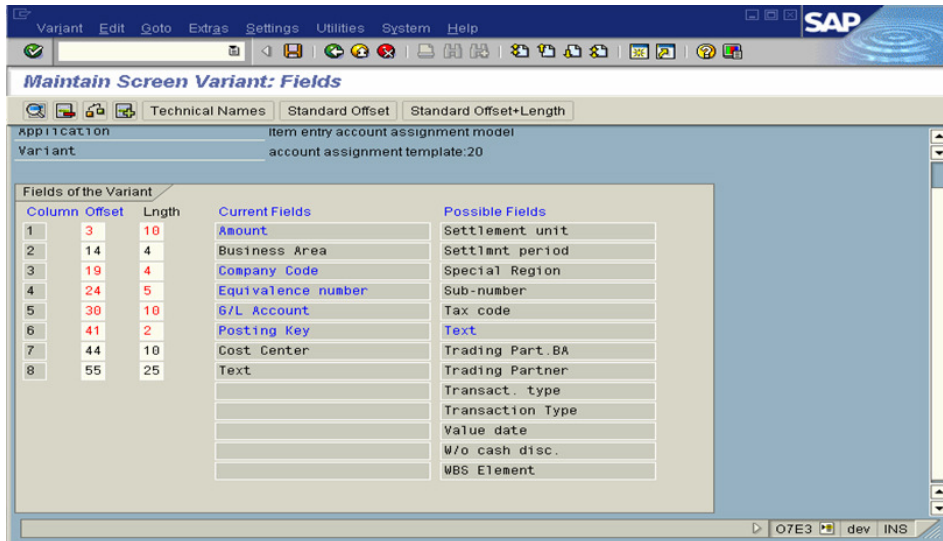 Variant Edit Goto Extras Settings Utilities System Help
SAP
Maintain Screen Variant: Fields
Technical Names Standard Offset Standard Offset+Length
Application Item entry account assignment model
Variant account assignment template:20
Fields of the Variant
Column Offset Lngth Current Fields Possible Fields
1 3 10 Amount Settlement unit
2 14 4 Business Area Settlmnt period
3 19 4 Company Code Special Region
4 24 5 Equivalence number Sub-number
5 30 10 G/L Account Tax code
6 41 2 Posting Key Text
7 44 10 Cost Center Trading Part.BA
8 55 25 Text Trading Partner
Transact. type
Transaction Type
Value date
W/o cash disc.
WBS Element
O7E3 dev INS